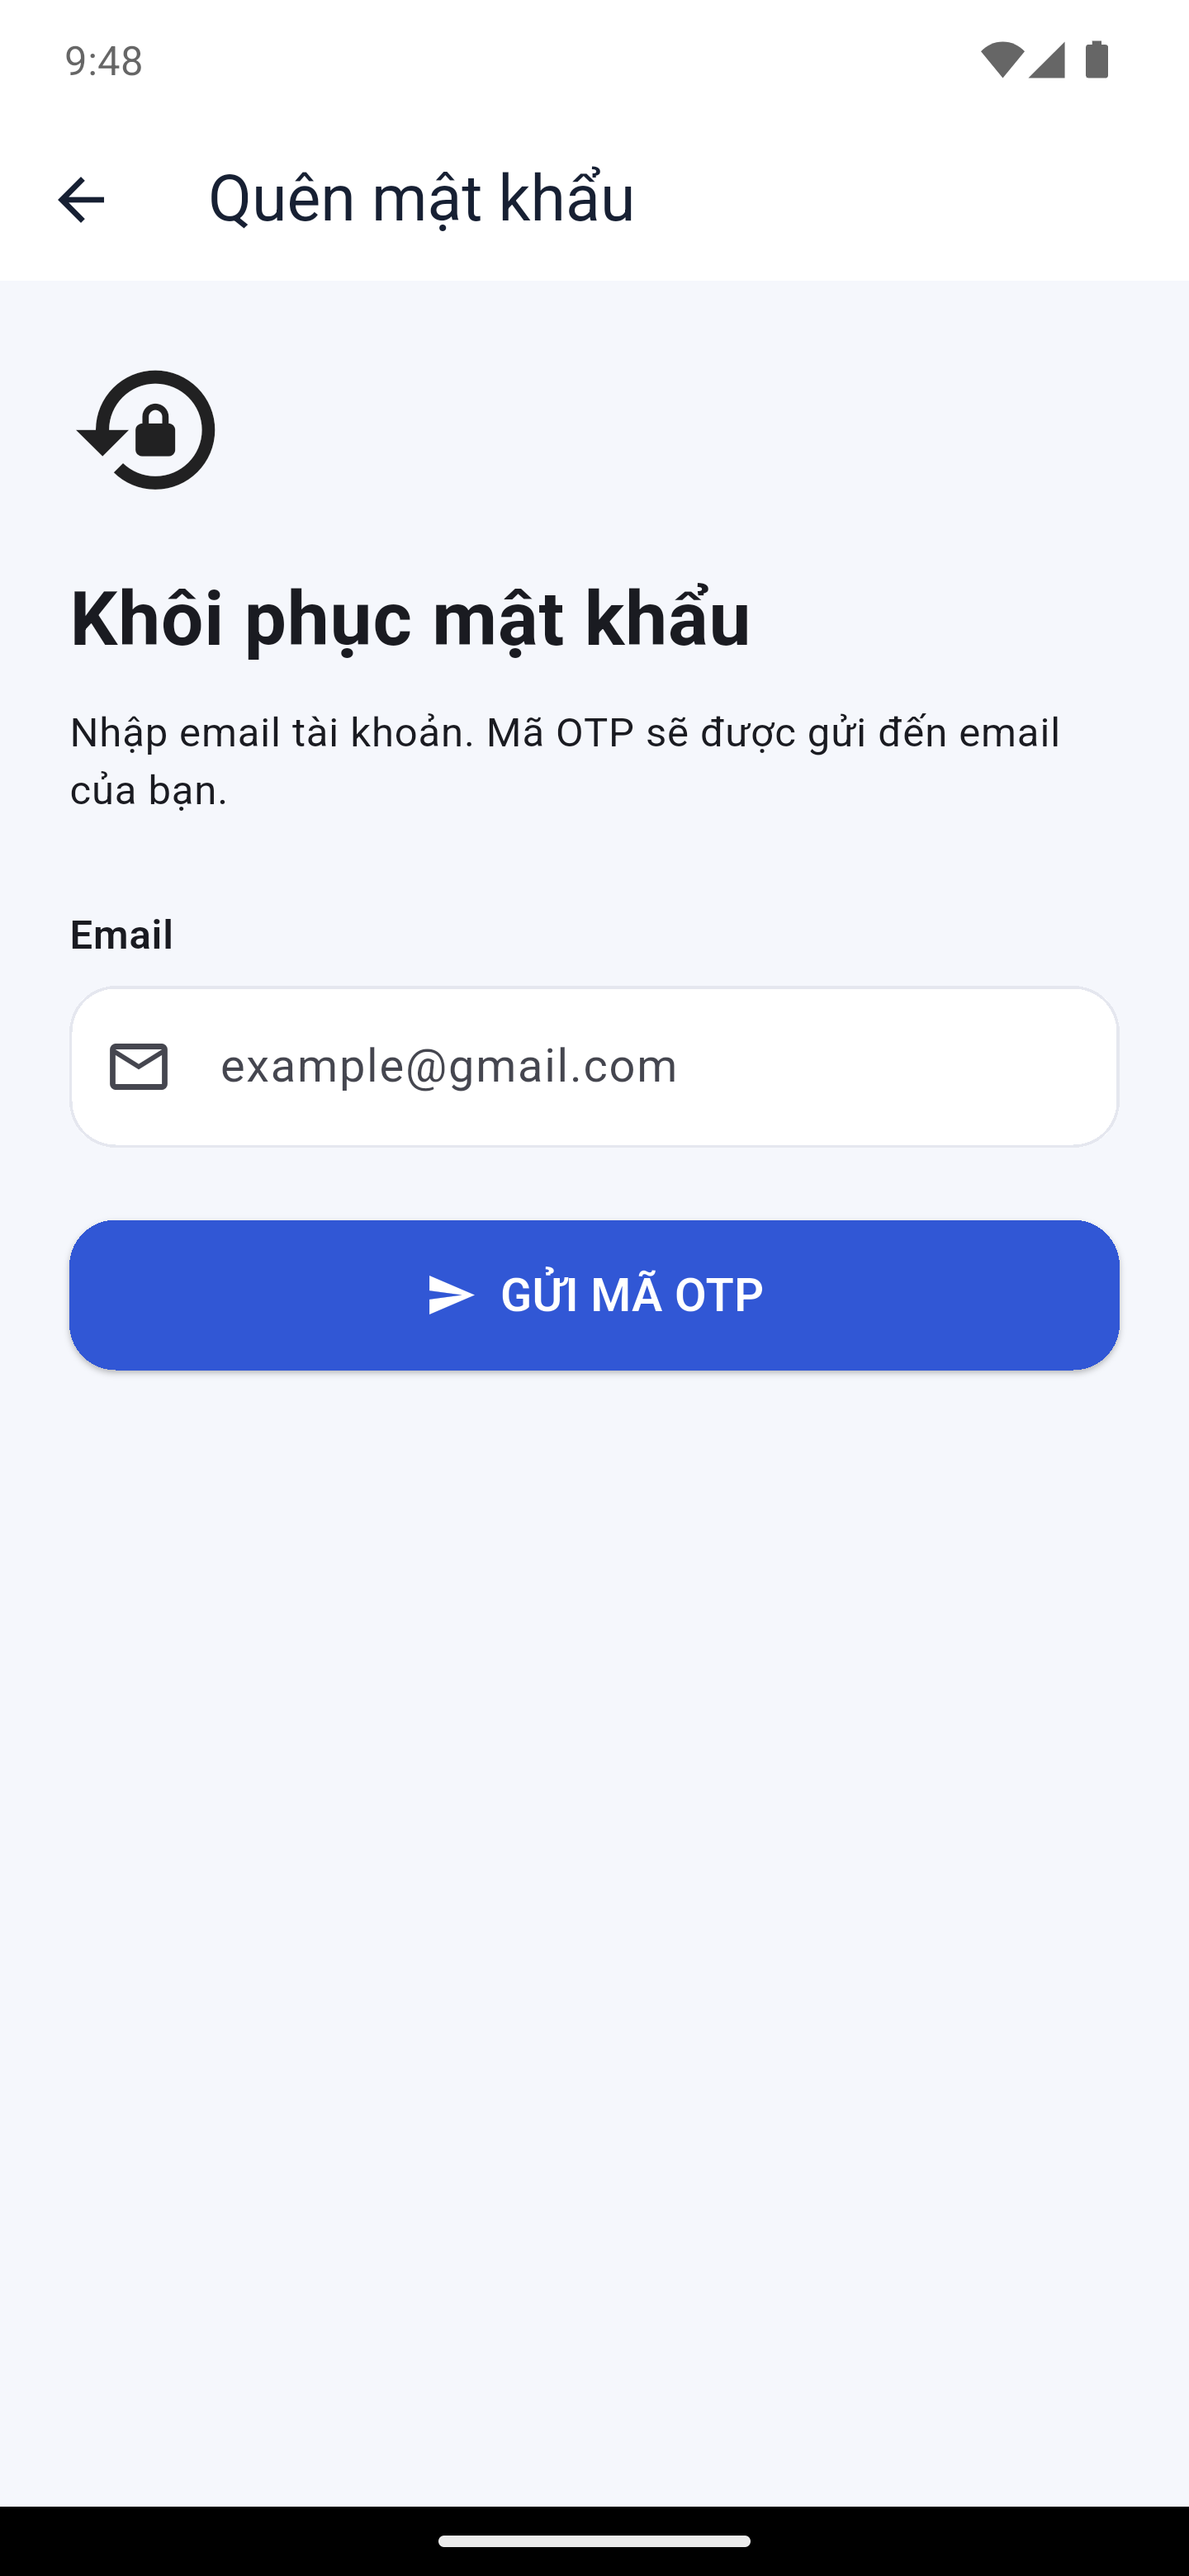 9:48
Quên mật khẩu
Khôi phục mật khẩu
Nhập email tài khoản. Mã OTP sẽ được gửi đến email
của bạn.
Email
example@gmail.com
GỬI MÃ OTP